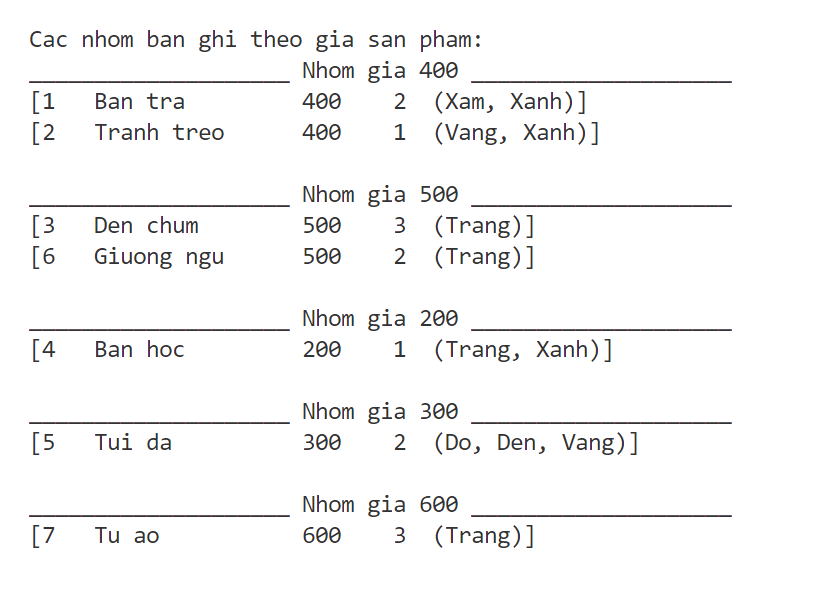 Cac nhom ban ghi theo gia san pham:
____________________ Nhom gia 400 ____________________
[1   Ban tra         400    2  (Xam, Xanh)]
[2   Tranh treo      400    1  (Vang, Xanh)]
____________________ Nhom gia 500 ____________________
[3   Den chum        500    3  (Trang)]
[6   Giuong ngu      500    2  (Trang)]
____________________ Nhom gia 200 ____________________
[4   Ban hoc         200    1  (Trang, Xanh)]
____________________ Nhom gia 300 ____________________
[5   Tui da          300    2  (Do, Den, Vang)]
____________________ Nhom gia 600 ____________________
[7   Tu ao           600    3  (Trang)]